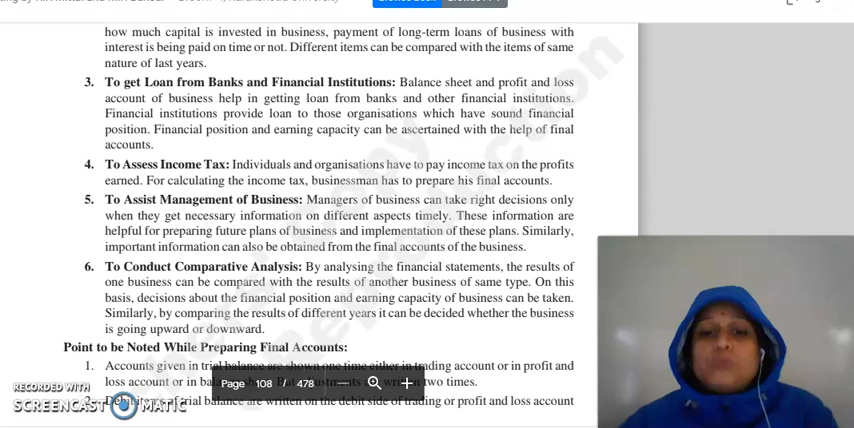 how much capital is invested in business, payment of long-term loans of business with
interest is being paid on time or not. Different items can be compared with the items of same
nature of last years.
3. To get Loan from Banks and Financial Institutions: Balance sheet and profit and loss
account of business help in getting loan from banks and other financial institutions.
Financial institutions provide loan to those organisations which have sound financial
position. Financial position and earning capacity can be ascertained with the help of final
accounts.
4. To Assess Income Tax: Individuals and organisations have to pay income tax on the profits
earned. For calculating the income tax, businessman has to prepare his final accounts.
5. To Assist Management of Business: Managers of business can take right decisions only
when they get necessary information on different aspects timely. These information are
helpful for preparing future plans of business and implementation of these plans. Similarly,
important information can also be obtained from the final accounts of the business.
6. To Conduct Comparative Analysis: By analysing the financial statements, the results of
one business can be compared with the results of another business of same type. On this
basis, decisions about the financial position and earning capacity of business can be taken.
Similarly, by comparing the results of different years it can be decided whether the business
is going upward or downward.
Point to be Noted While Preparing Final Accounts:
1. Accounts given in trial balance are shown one time either in trading account or in profit and
loss account or in two times.
Page 108 / 478
of trial balance are written on the debit side of trading or profit and loss account
RECORDED WITH
SCREENCAST MATIC